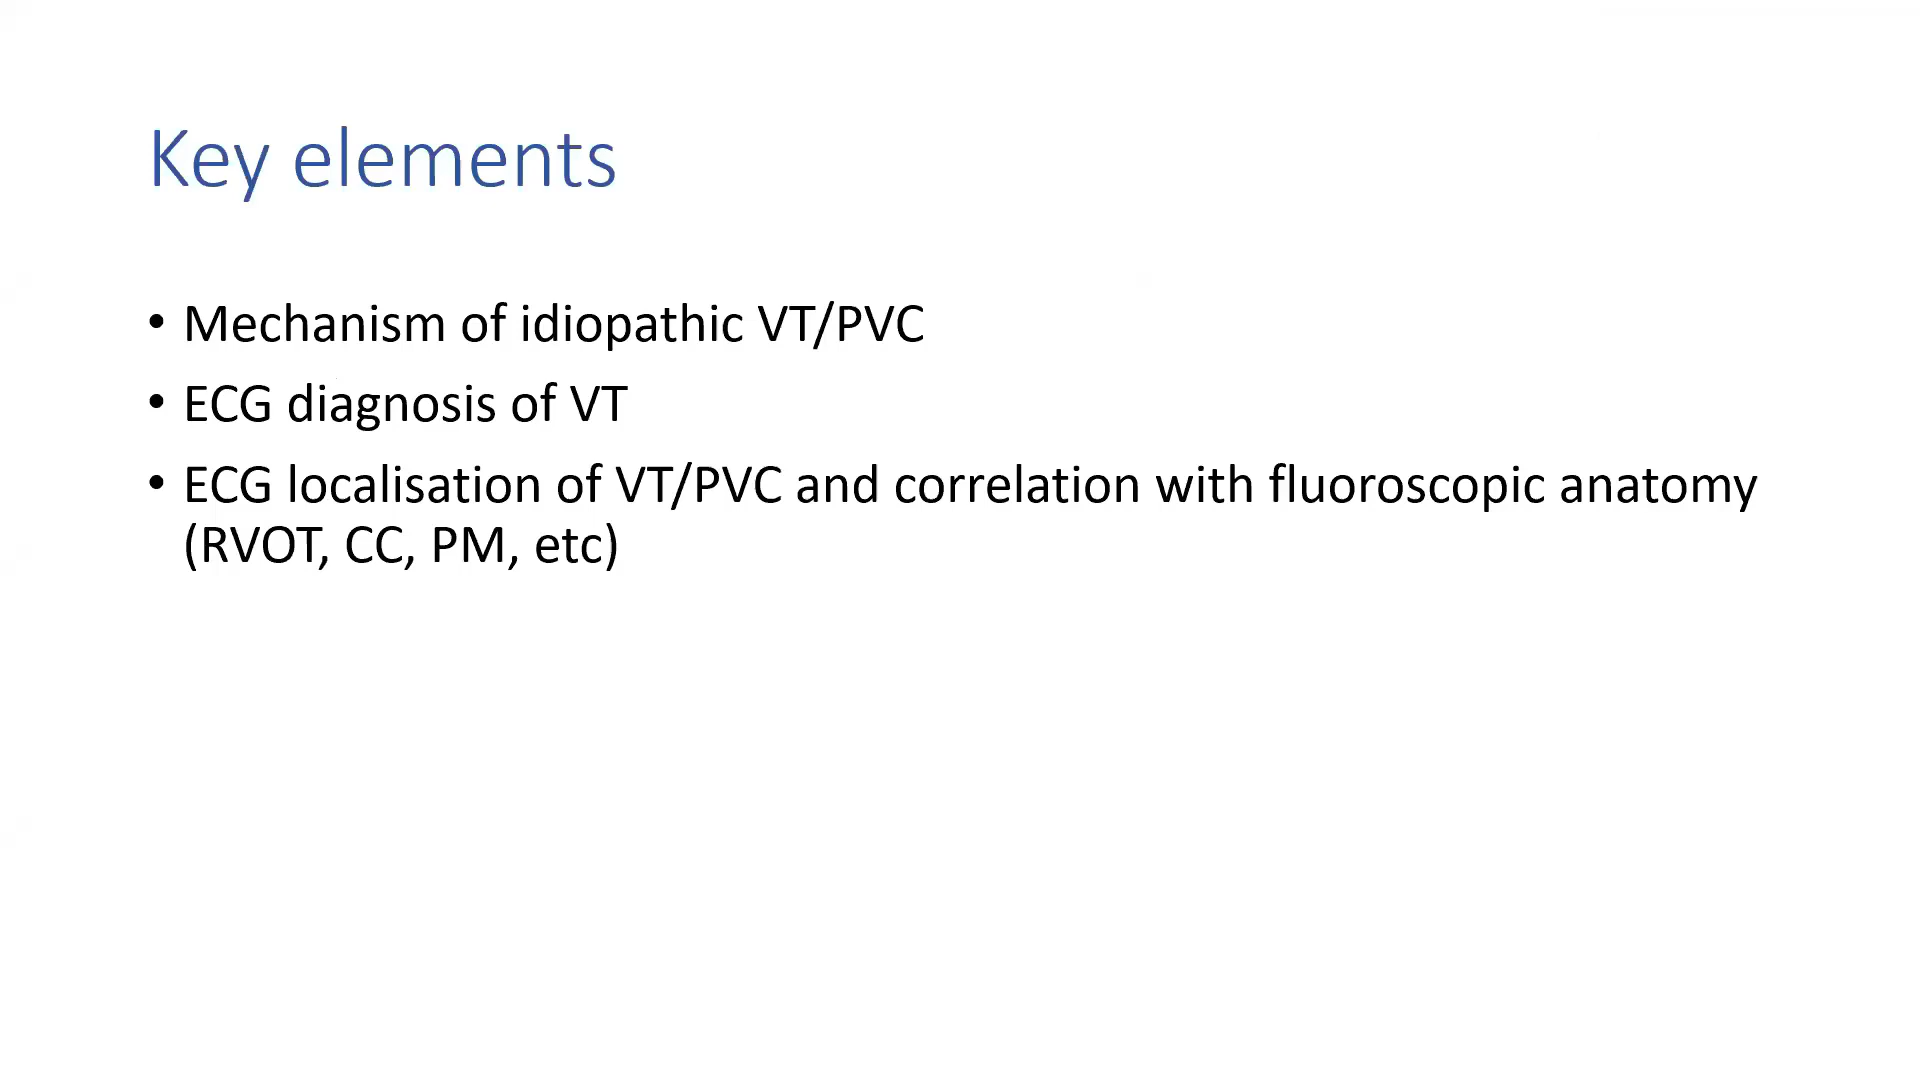 Key elements
• Mechanism of idiopathic VT/PVC
• ECG diagnosis of VT
• ECG localisation of VT/PVC and correlation with fluoroscopic anatomy
(RVOT, CC, PM, etc)